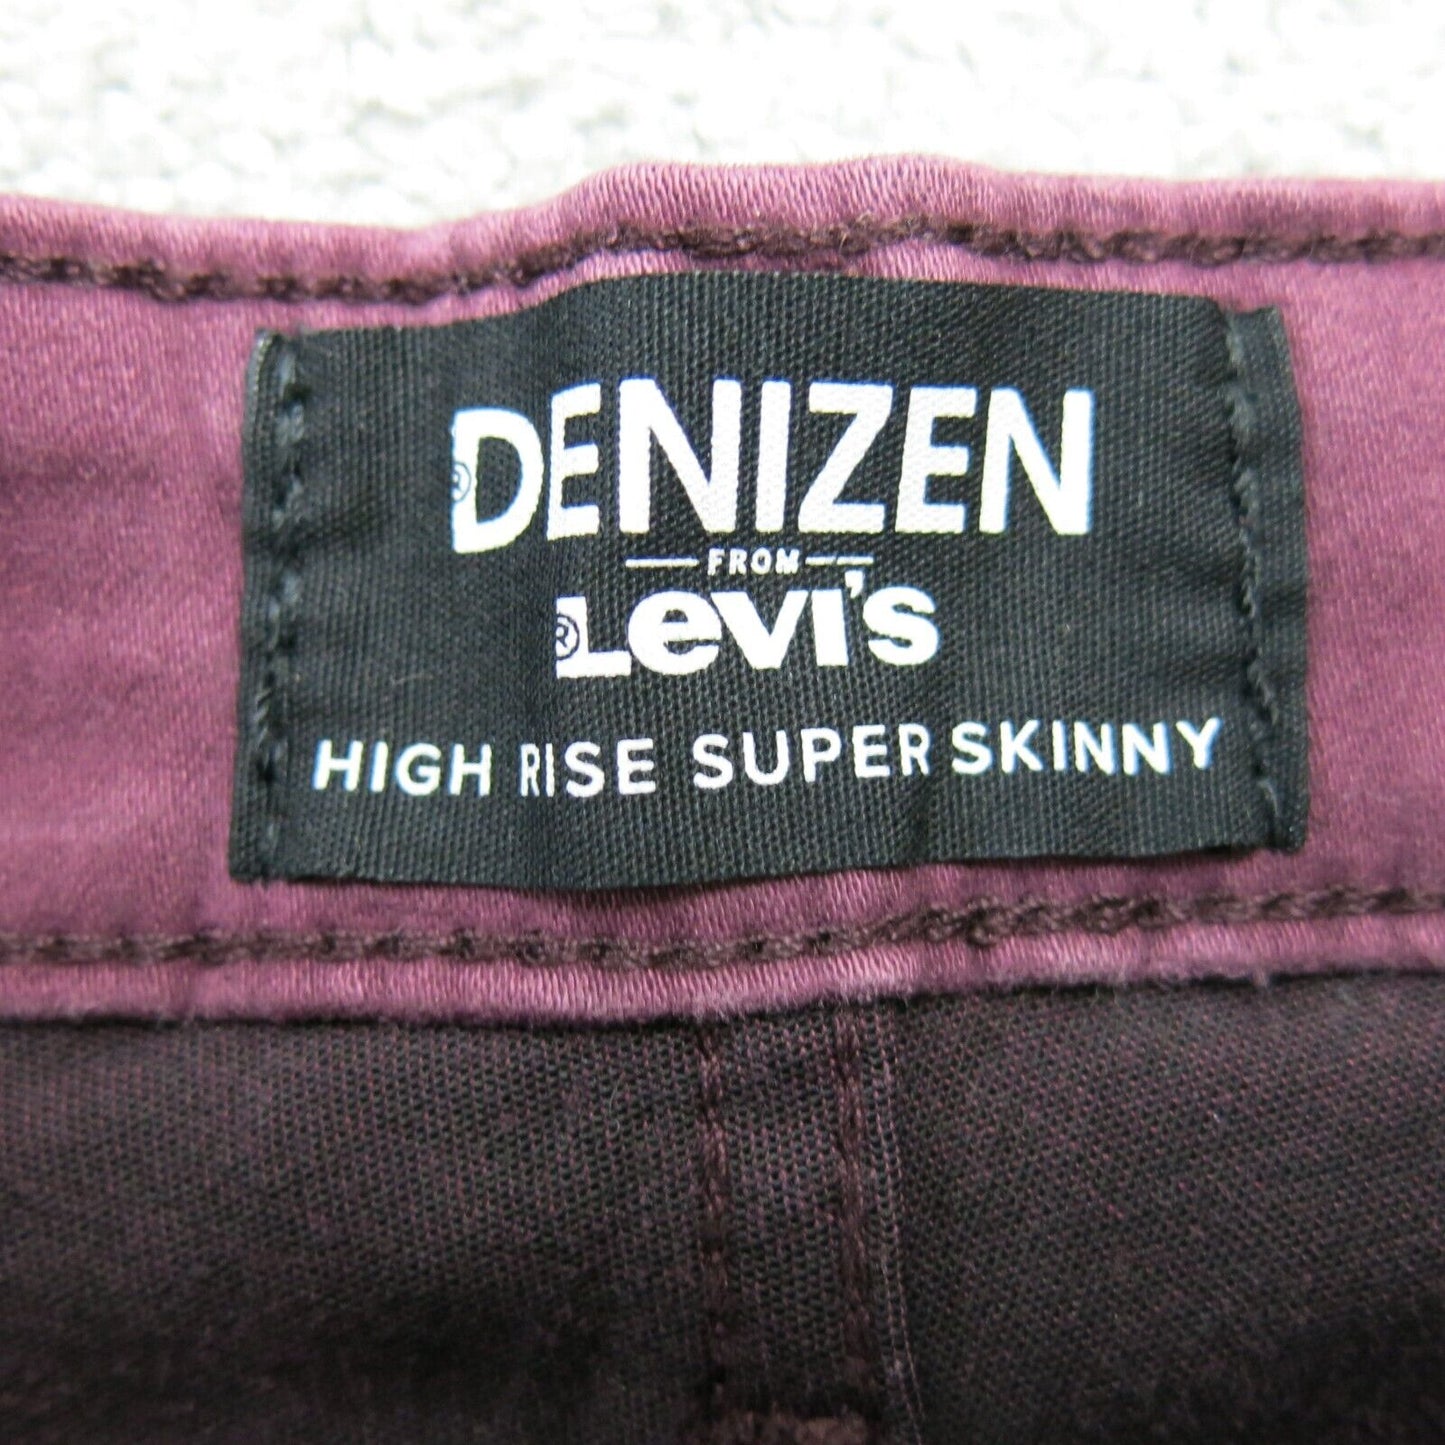 ®DENIZEN
FROM
®Levi's
HIGH RISE SUPER SKINNY